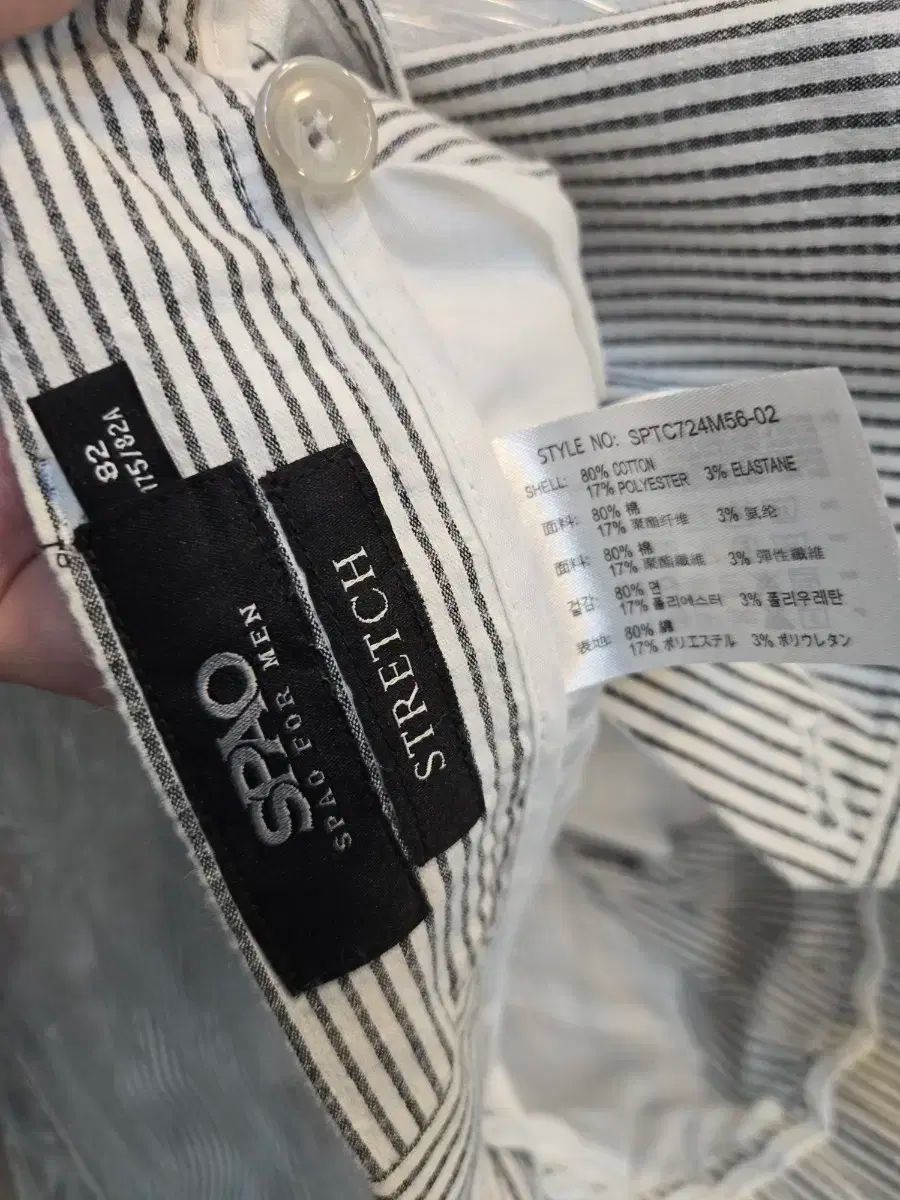 82
175/82A
SPAO
SPAO FOR MEN
STRETCH
STYLE NO: SPTC724M56-02
SHELL: 80% COTTON
17% POLYESTER 3% ELASTANE
面料: 80% 棉
17% 聚酯纤维 3% 氨纶
面料: 80% 棉
17% 聚酯纖維 3% 彈性纖維
겉감: 80% 면
17% 폴리에스터 3% 폴리우레탄
表地: 80% 綿
17% ポリエステル 3% ポリウレタン